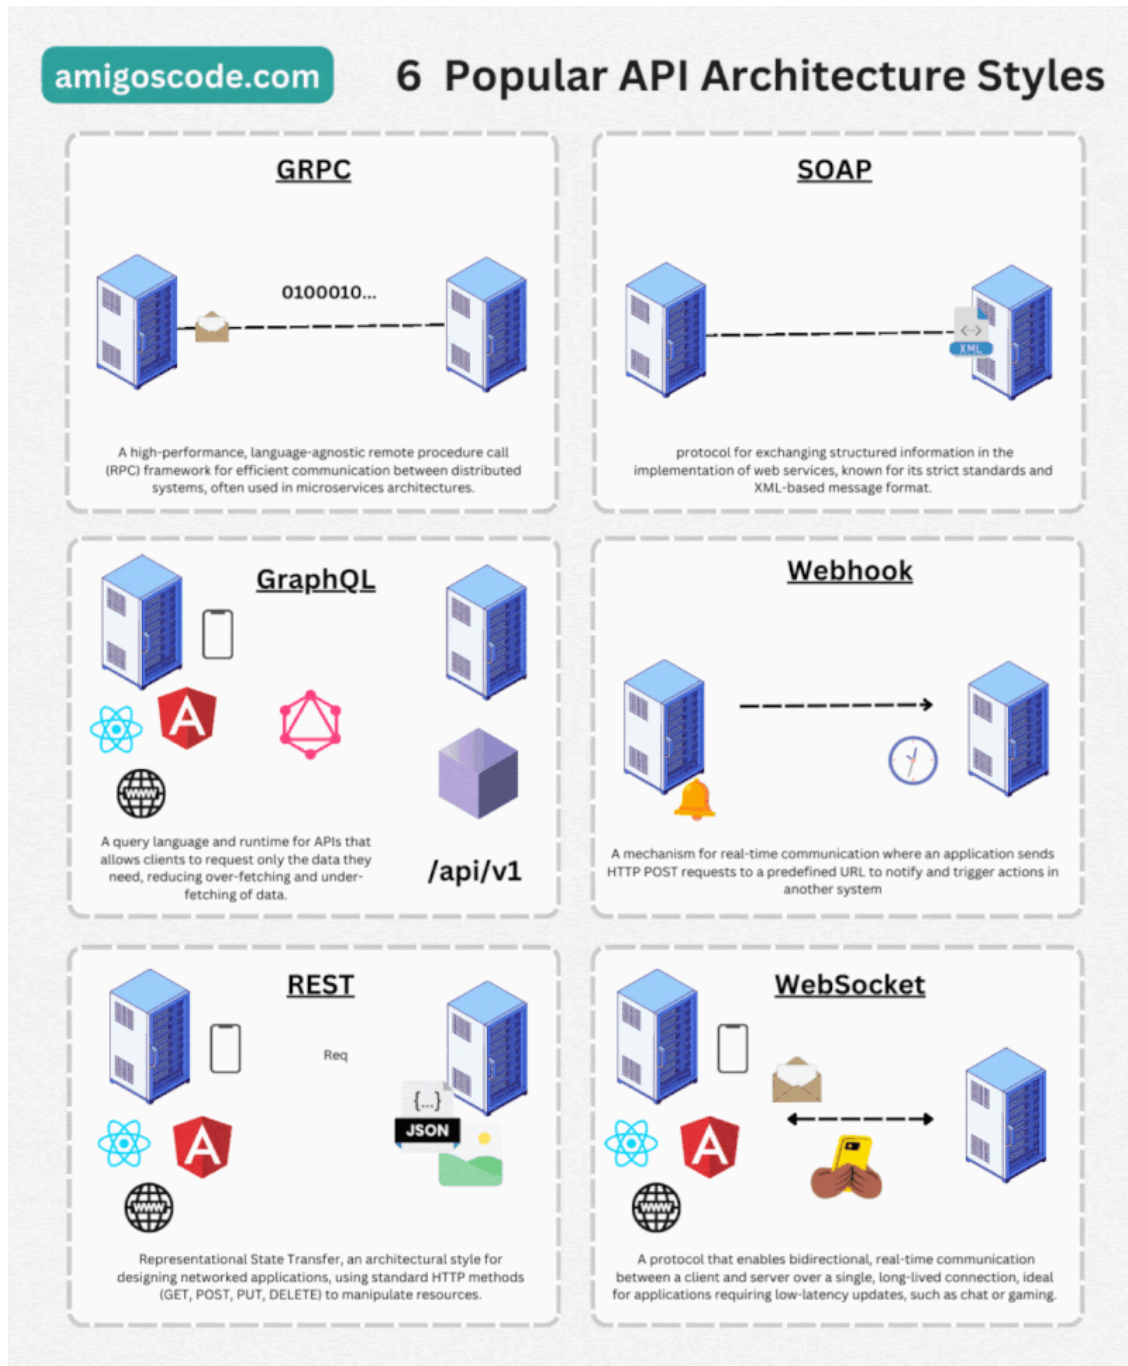 amigoscode.com
6 Popular API Architecture Styles
GRPC
0100010...
A high-performance, language-agnostic remote procedure call
(RPC) framework for efficient communication between distributed
systems, often used in microservices architectures.
SOAP
XML
protocol for exchanging structured information in the
implementation of web services, known for its strict standards and
XML-based message format.
GraphQL
A
WWW
A query language and runtime for APIs that
allows clients to request only the data they
need, reducing over-fetching and under-
fetching of data.
/api/v1
Webhook
A mechanism for real-time communication where an application sends
HTTP POST requests to a predefined URL to notify and trigger actions in
another system
REST
Req
{...}
JSON
A
WWW
Representational State Transfer, an architectural style for
designing networked applications, using standard HTTP methods
(GET, POST, PUT, DELETE) to manipulate resources.
WebSocket
A
WWW
A protocol that enables bidirectional, real-time communication
between a client and server over a single, long-lived connection, ideal
for applications requiring low-latency updates, such as chat or gaming.